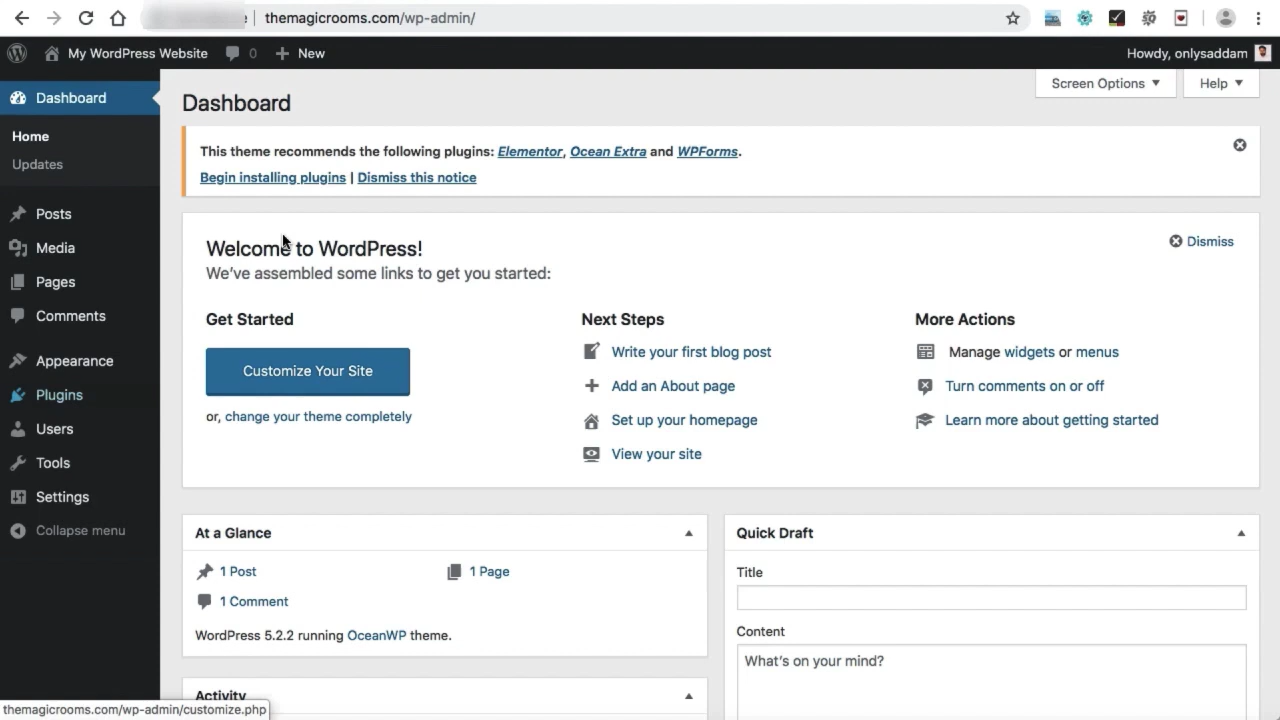 themagicrooms.com/wp-admin/
My WordPress Website 0 New Howdy, onlysaddam
Screen Options Help
Dashboard
Home
Updates
Posts
Media
Pages
Comments
Appearance
Plugins
Users
Tools
Settings
Collapse menu
Dashboard
This theme recommends the following plugins: Elementor, Ocean Extra and WPForms.
Begin installing plugins | Dismiss this notice
Welcome to WordPress!
Dismiss
We've assembled some links to get you started:
Get Started
Customize Your Site
or, change your theme completely
Next Steps
Write your first blog post
Add an About page
Set up your homepage
View your site
More Actions
Manage widgets or menus
Turn comments on or off
Learn more about getting started
At a Glance
1 Post 1 Page
1 Comment
WordPress 5.2.2 running OceanWP theme.
Activity
Quick Draft
Title
Content
What's on your mind?
themagicrooms.com/wp-admin/customize.php